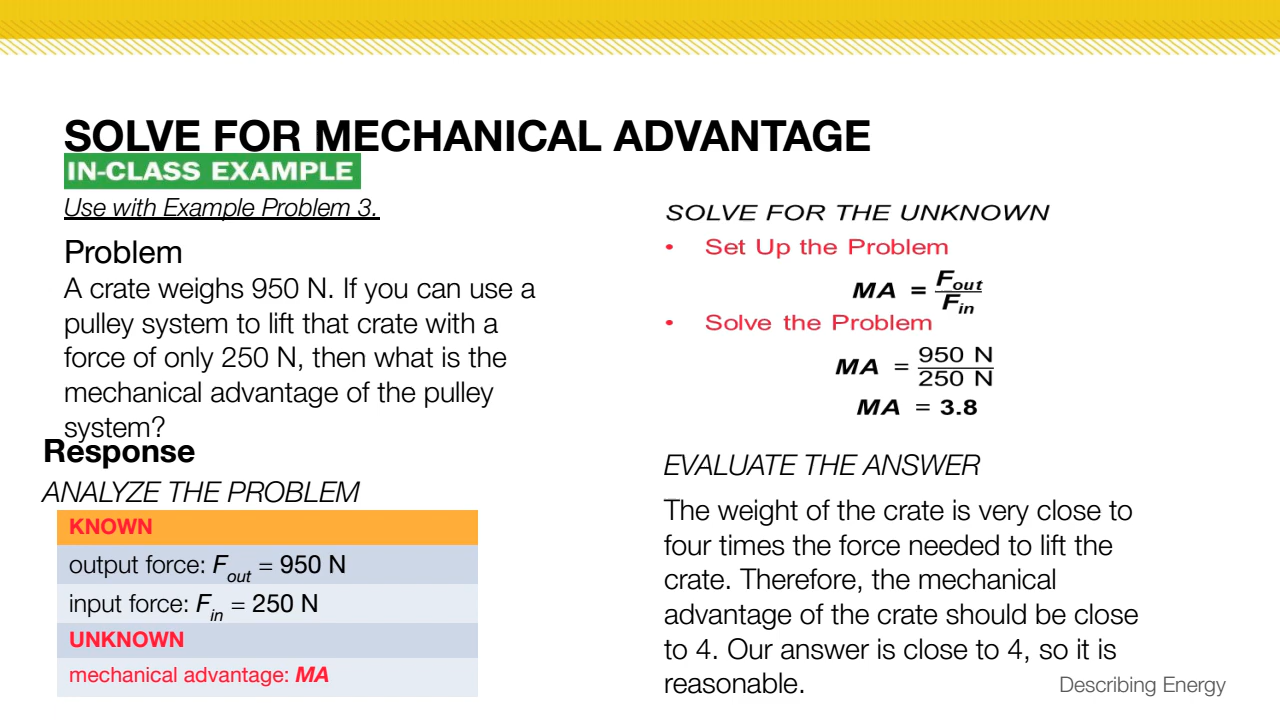 SOLVE FOR MECHANICAL ADVANTAGE
IN-CLASS EXAMPLE
Use with Example Problem 3.
Problem
A crate weighs 950 N. If you can use a
pulley system to lift that crate with a
force of only 250 N, then what is the
mechanical advantage of the pulley
system?
Response
ANALYZE THE PROBLEM
KNOWN
output force: F_out = 950 N
input force: F_in = 250 N
UNKNOWN
mechanical advantage: MA
SOLVE FOR THE UNKNOWN
• Set Up the Problem
MA = F_out / F_in
• Solve the Problem
MA = 950 N / 250 N
MA = 3.8
EVALUATE THE ANSWER
The weight of the crate is very close to
four times the force needed to lift the
crate. Therefore, the mechanical
advantage of the crate should be close
to 4. Our answer is close to 4, so it is
reasonable.
Describing Energy